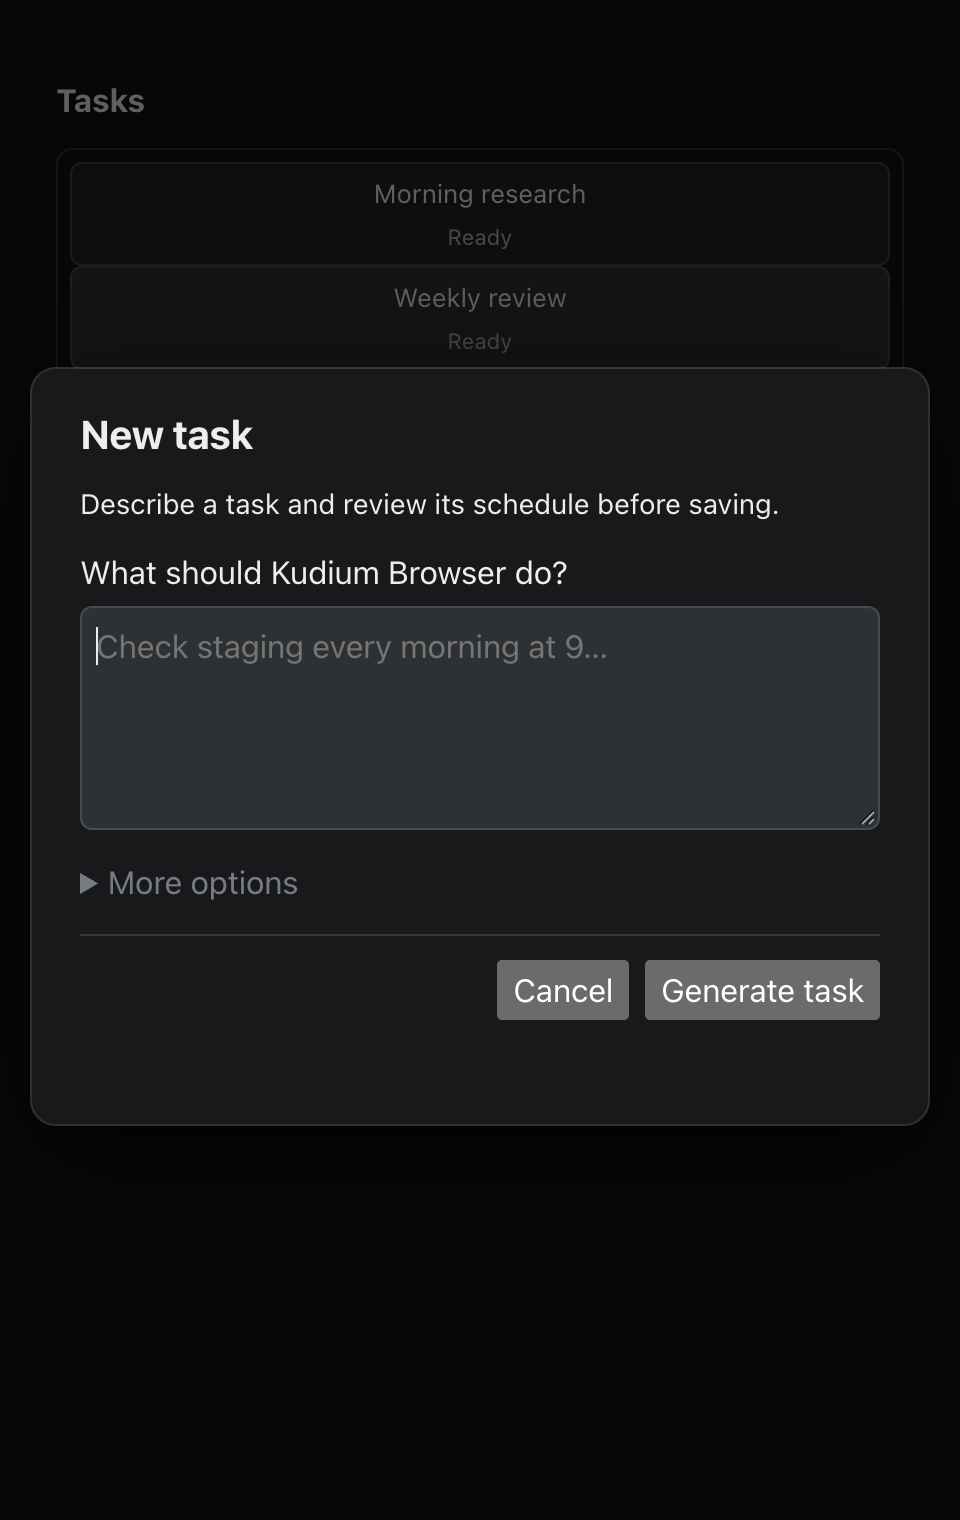 Tasks
Morning research
Ready
Weekly review
Ready
New task
Describe a task and review its schedule before saving.
What should Kudium Browser do?
Check staging every morning at 9...
More options
Cancel
Generate task